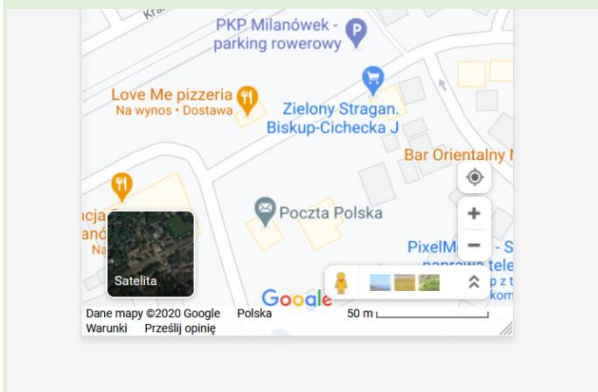 PKP Milanówek -
parking rowerowy
P
Love Me pizzeria
Na wynos • Dostawa
Zielony Stragan.
Biskup-Cichecka J
Bar Orientalny
Poczta Polska
Satelita
Google
Dane mapy ©2020 Google Polska 50 m
Warunki Prześlij opinię